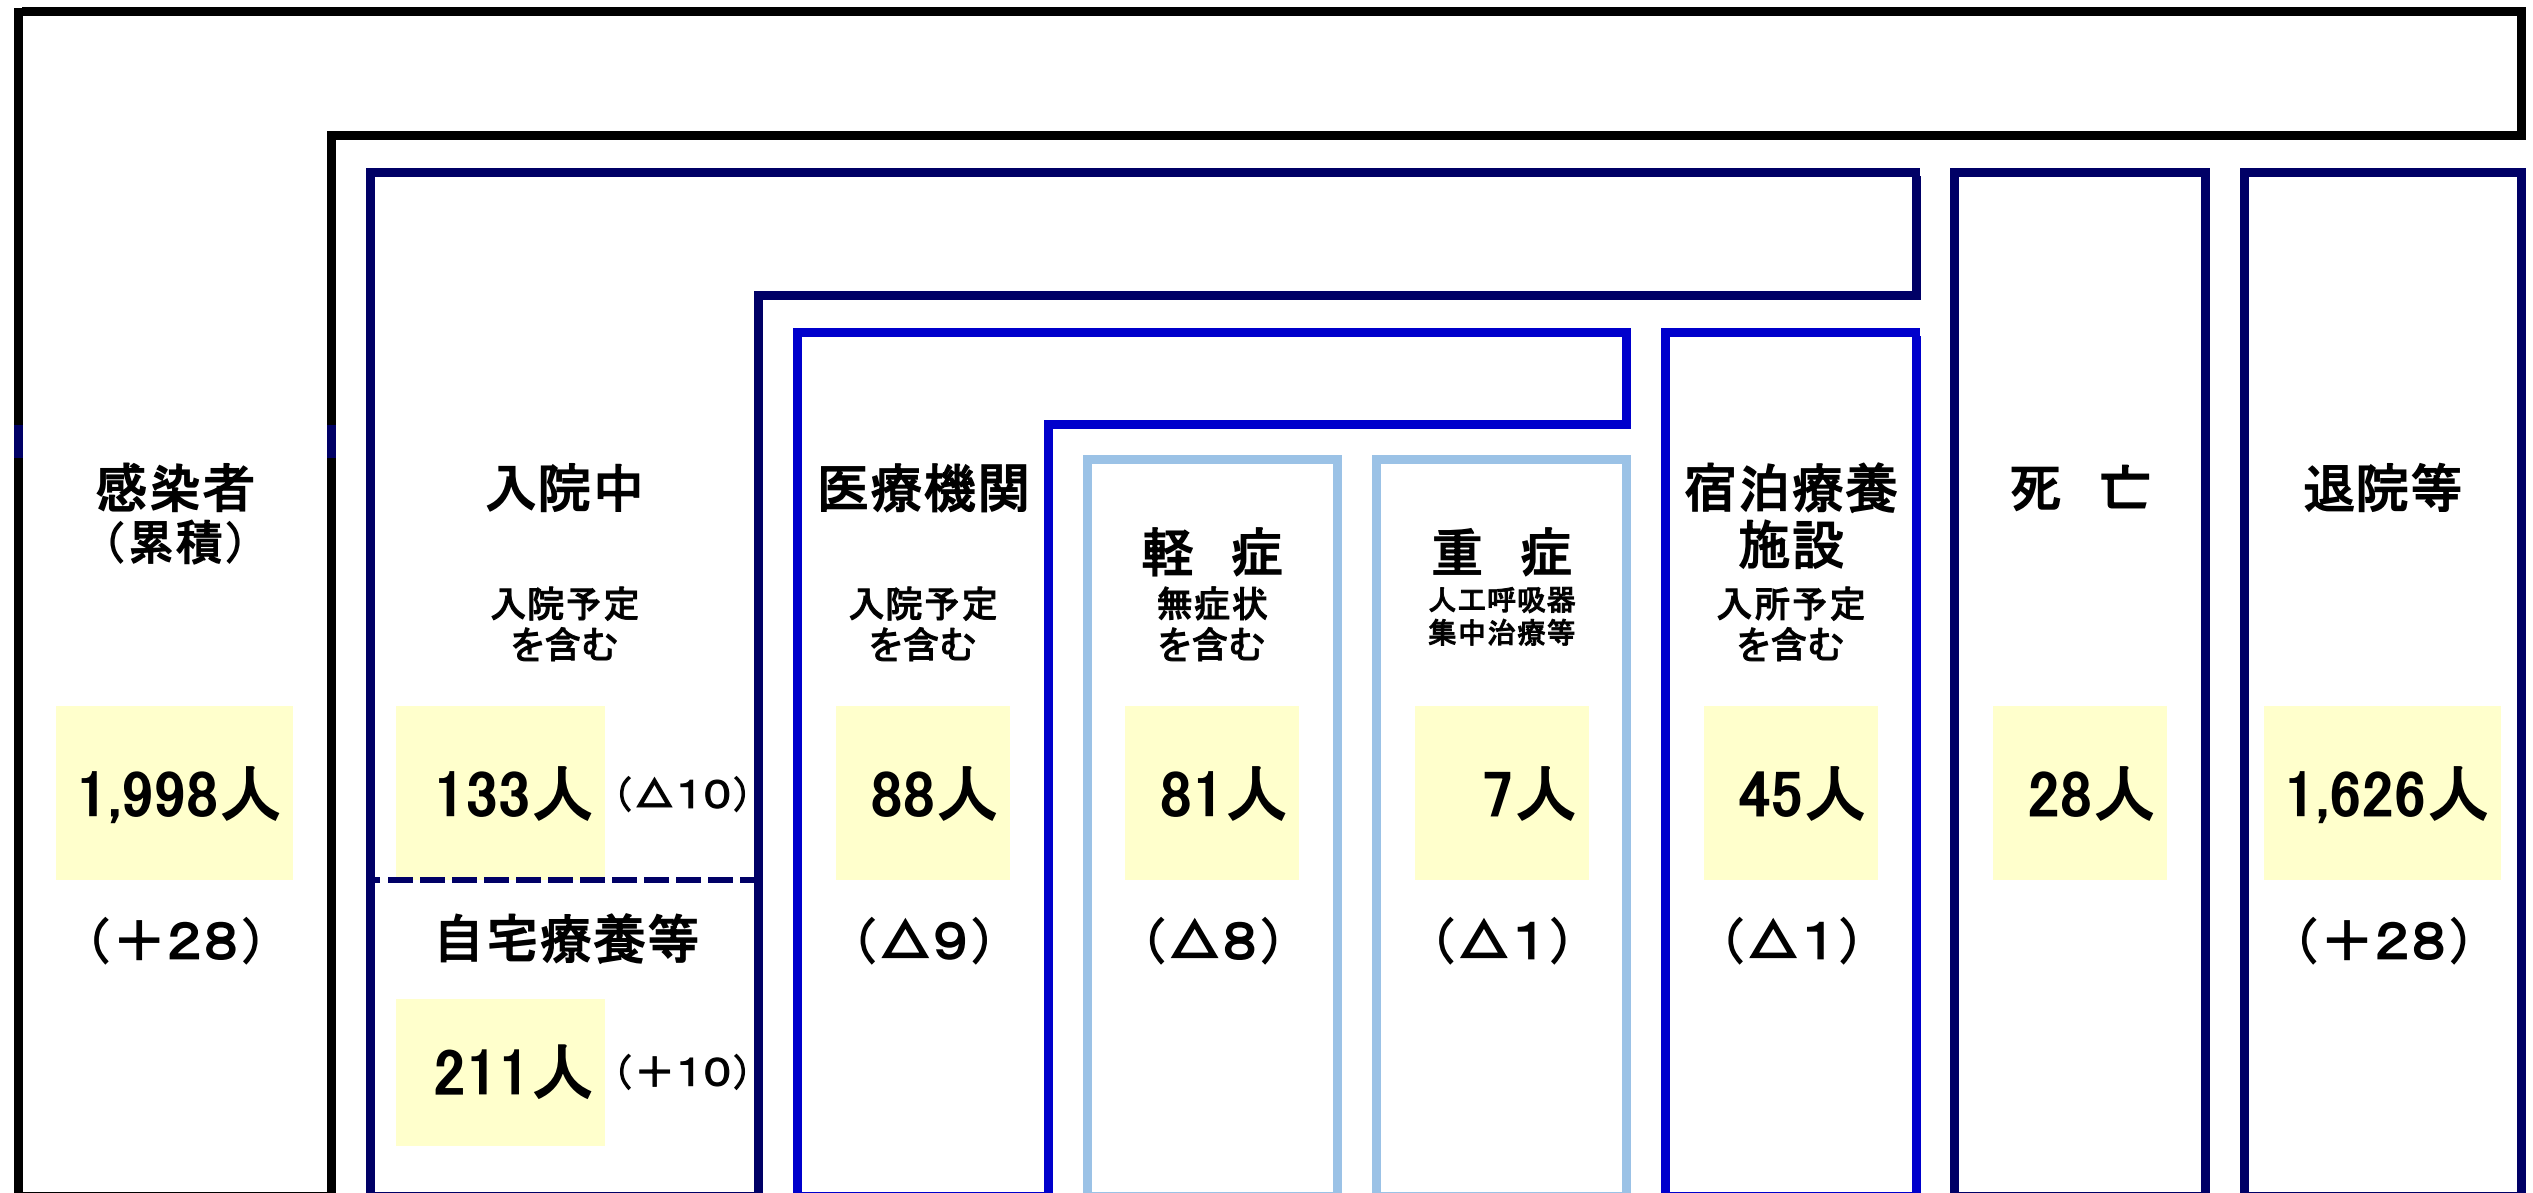 感染者
（累積）
1,998人
（＋28）
入院中
入院予定
を含む
133人（△10）
自宅療養等
211人（＋10）
医療機関
入院予定
を含む
88人
（△9）
軽　症
無症状
を含む
81人
（△8）
重　症
人工呼吸器
集中治療等
7人
（△1）
宿泊療養
施設
入所予定
を含む
45人
（△1）
死　亡
28人
退院等
1,626人
（＋28）